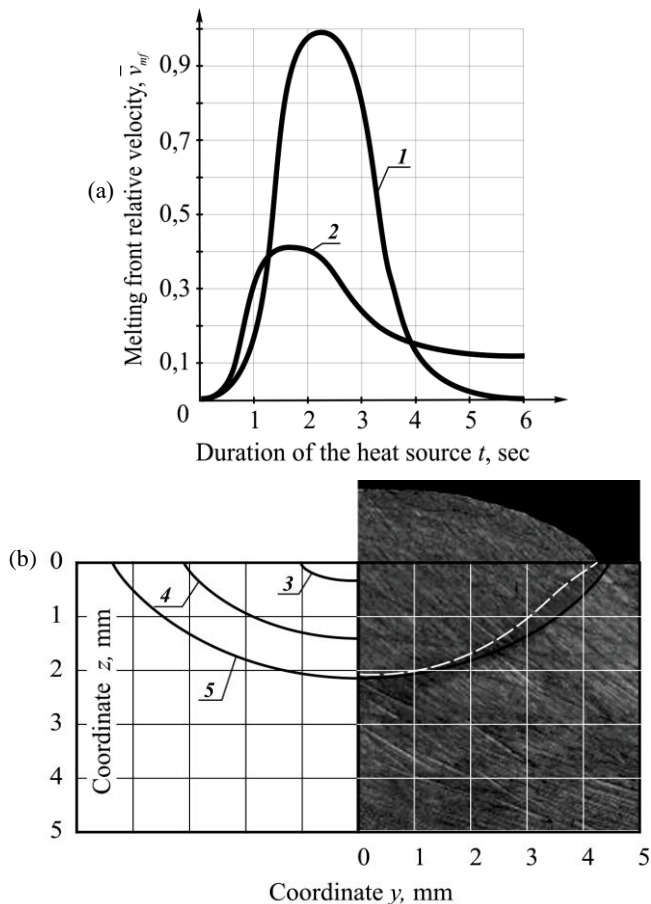 (a)
Melting front relative velocity, v̄mf
0,9
0,7
0,5
0,3
0,1
0
1
2
1 2 3 4 5 6
Duration of the heat source t, sec
(b)
Coordinate z, mm
0
1
2
3
4
5
3
4
5
0 1 2 3 4 5
Coordinate y, mm